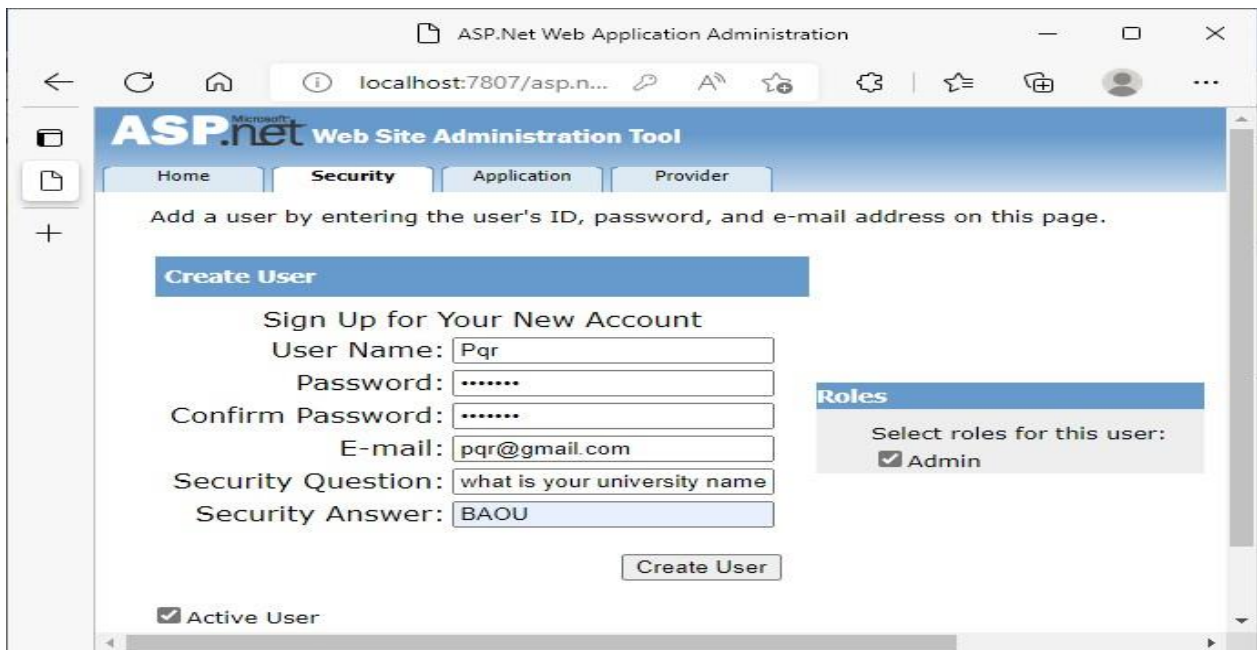 ASP.Net Web Application Administration
localhost:7807/asp.n...
Microsoft
ASP.net Web Site Administration Tool
Home Security Application Provider
Add a user by entering the user's ID, password, and e-mail address on this page.
Create User
Sign Up for Your New Account
User Name: Pqr
Password: •••••••
Confirm Password: •••••••
E-mail: pqr@gmail.com
Security Question: what is your university name
Security Answer: BAOU
Create User
Active User
Roles
Select roles for this user:
Admin